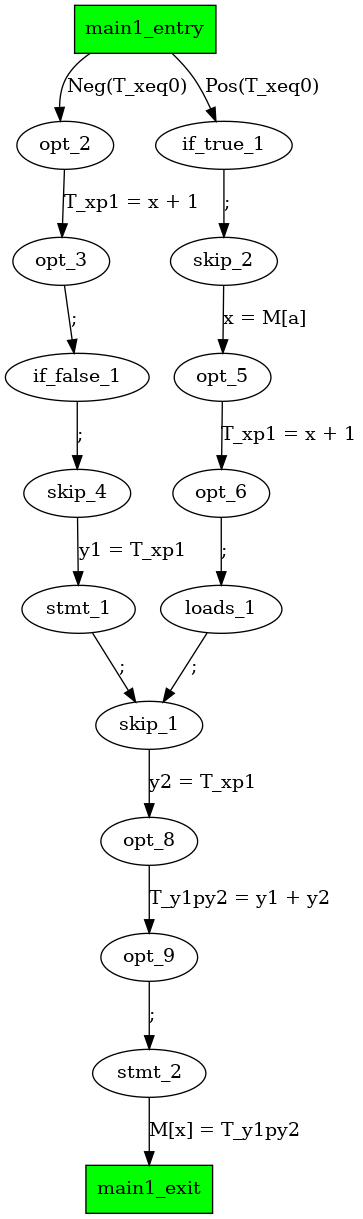 main1_entry
Neg(T_xeq0)
Pos(T_xeq0)
opt_2
if_true_1
T_xp1 = x + 1
;
opt_3
skip_2
;
x = M[a]
if_false_1
opt_5
;
T_xp1 = x + 1
skip_4
opt_6
y1 = T_xp1
;
stmt_1
loads_1
;
;
skip_1
y2 = T_xp1
opt_8
T_y1py2 = y1 + y2
opt_9
;
stmt_2
M[x] = T_y1py2
main1_exit